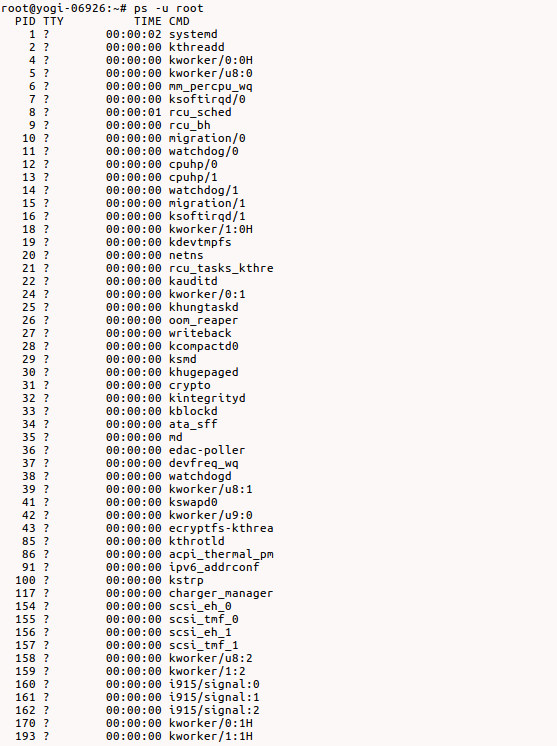 root@yogi-06926:~# ps -u root
  PID TTY          TIME CMD
    1 ?        00:00:02 systemd
    2 ?        00:00:00 kthreadd
    4 ?        00:00:00 kworker/0:0H
    5 ?        00:00:00 kworker/u8:0
    6 ?        00:00:00 mm_percpu_wq
    7 ?        00:00:00 ksoftirqd/0
    8 ?        00:00:01 rcu_sched
    9 ?        00:00:00 rcu_bh
   10 ?        00:00:00 migration/0
   11 ?        00:00:00 watchdog/0
   12 ?        00:00:00 cpuhp/0
   13 ?        00:00:00 cpuhp/1
   14 ?        00:00:00 watchdog/1
   15 ?        00:00:00 migration/1
   16 ?        00:00:00 ksoftirqd/1
   18 ?        00:00:00 kworker/1:0H
   19 ?        00:00:00 kdevtmpfs
   20 ?        00:00:00 netns
   21 ?        00:00:00 rcu_tasks_kthre
   22 ?        00:00:00 kauditd
   24 ?        00:00:00 kworker/0:1
   25 ?        00:00:00 khungtaskd
   26 ?        00:00:00 oom_reaper
   27 ?        00:00:00 writeback
   28 ?        00:00:00 kcompactd0
   29 ?        00:00:00 ksmd
   30 ?        00:00:00 khugepaged
   31 ?        00:00:00 crypto
   32 ?        00:00:00 kintegrityd
   33 ?        00:00:00 kblockd
   34 ?        00:00:00 ata_sff
   35 ?        00:00:00 md
   36 ?        00:00:00 edac-poller
   37 ?        00:00:00 devfreq_wq
   38 ?        00:00:00 watchdogd
   39 ?        00:00:00 kworker/u8:1
   41 ?        00:00:00 kswapd0
   42 ?        00:00:00 kworker/u9:0
   43 ?        00:00:00 ecryptfs-kthrea
   85 ?        00:00:00 kthrotld
   86 ?        00:00:00 acpi_thermal_pm
   91 ?        00:00:00 ipv6_addrconf
  100 ?        00:00:00 kstrp
  117 ?        00:00:00 charger_manager
  154 ?        00:00:00 scsi_eh_0
  155 ?        00:00:00 scsi_tmf_0
  156 ?        00:00:00 scsi_eh_1
  157 ?        00:00:00 scsi_tmf_1
  158 ?        00:00:00 kworker/u8:2
  159 ?        00:00:00 kworker/1:2
  160 ?        00:00:00 i915/signal:0
  161 ?        00:00:00 i915/signal:1
  162 ?        00:00:00 i915/signal:2
  170 ?        00:00:00 kworker/0:1H
  193 ?        00:00:00 kworker/1:1H